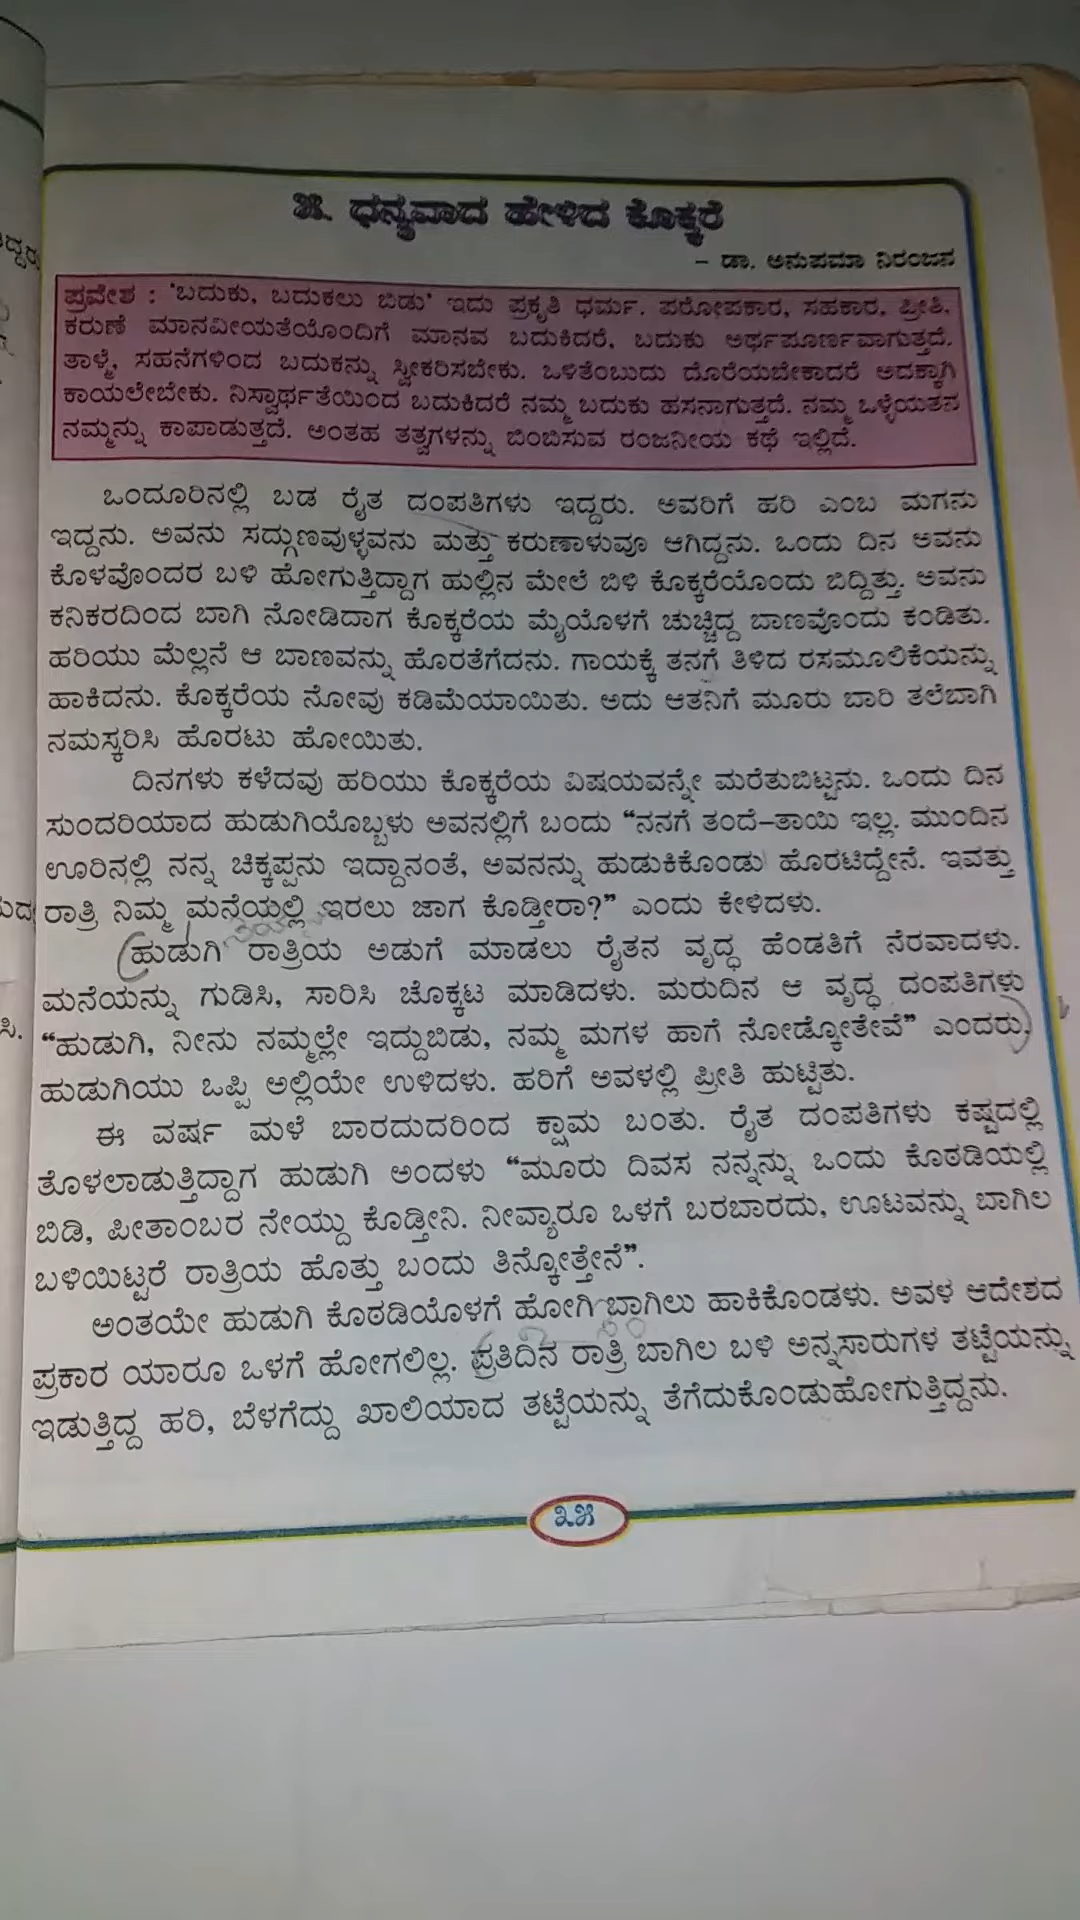 ೫. ಧನ್ಯವಾದ ಹೇಳಿದ ಕೊಕ್ಕರೆ
– ಡಾ. ಅನುಪಮಾ ನಿರಂಜನ
ಪ್ರವೇಶ : 'ಬದುಕು, ಬದುಕಲು ಬಿಡು' ಇದು ಪ್ರಕೃತಿ ಧರ್ಮ. ಪರೋಪಕಾರ, ಸಹಕಾರ, ಪ್ರೀತಿ,
ಕರುಣೆ ಮಾನವೀಯತೆಯೊಂದಿಗೆ ಮಾನವ ಬದುಕಿದರೆ, ಬದುಕು ಅರ್ಥಪೂರ್ಣವಾಗುತ್ತದೆ.
ತಾಳ್ಮೆ, ಸಹನೆಗಳಿಂದ ಬದುಕನ್ನು ಸ್ವೀಕರಿಸಬೇಕು. ಒಳಿತೆಂಬುದು ದೊರೆಯಬೇಕಾದರೆ ಅದಕ್ಕಾಗಿ
ಕಾಯಲೇಬೇಕು. ನಿಸ್ವಾರ್ಥತೆಯಿಂದ ಬದುಕಿದರೆ ನಮ್ಮ ಬದುಕು ಹಸನಾಗುತ್ತದೆ. ನಮ್ಮ ಒಳ್ಳೆಯತನ
ನಮ್ಮನ್ನು ಕಾಪಾಡುತ್ತದೆ. ಅಂತಹ ತತ್ವಗಳನ್ನು ಬಿಂಬಿಸುವ ರಂಜನೀಯ ಕಥೆ ಇಲ್ಲಿದೆ.
ಒಂದೂರಿನಲ್ಲಿ ಬಡ ರೈತ ದಂಪತಿಗಳು ಇದ್ದರು. ಅವರಿಗೆ ಹರಿ ಎಂಬ ಮಗನು
ಇದ್ದನು. ಅವನು ಸದ್ಗುಣವುಳ್ಳವನು ಮತ್ತು ಕರುಣಾಳುವೂ ಆಗಿದ್ದನು. ಒಂದು ದಿನ ಅವನು
ಕೊಳವೊಂದರ ಬಳಿ ಹೋಗುತ್ತಿದ್ದಾಗ ಹುಲ್ಲಿನ ಮೇಲೆ ಬಿಳಿ ಕೊಕ್ಕರೆಯೊಂದು ಬಿದ್ದಿತ್ತು. ಅವನು
ಕನಿಕರದಿಂದ ಬಾಗಿ ನೋಡಿದಾಗ ಕೊಕ್ಕರೆಯ ಮೈಯೊಳಗೆ ಚುಚ್ಚಿದ್ದ ಬಾಣವೊಂದು ಕಂಡಿತು.
ಹರಿಯು ಮೆಲ್ಲನೆ ಆ ಬಾಣವನ್ನು ಹೊರತೆಗೆದನು. ಗಾಯಕ್ಕೆ ತನಗೆ ತಿಳಿದ ರಸಮೂಲಿಕೆಯನ್ನು
ಹಾಕಿದನು. ಕೊಕ್ಕರೆಯ ನೋವು ಕಡಿಮೆಯಾಯಿತು. ಅದು ಆತನಿಗೆ ಮೂರು ಬಾರಿ ತಲೆಬಾಗಿ
ನಮಸ್ಕರಿಸಿ ಹೊರಟು ಹೋಯಿತು.
ದಿನಗಳು ಕಳೆದವು ಹರಿಯು ಕೊಕ್ಕರೆಯ ವಿಷಯವನ್ನೇ ಮರೆತುಬಿಟ್ಟನು. ಒಂದು ದಿನ
ಸುಂದರಿಯಾದ ಹುಡುಗಿಯೊಬ್ಬಳು ಅವನಲ್ಲಿಗೆ ಬಂದು "ನನಗೆ ತಂದೆ–ತಾಯಿ ಇಲ್ಲ. ಮುಂದಿನ
ಊರಿನಲ್ಲಿ ನನ್ನ ಚಿಕ್ಕಪ್ಪನು ಇದ್ದಾನಂತೆ, ಅವನನ್ನು ಹುಡುಕಿಕೊಂಡು ಹೊರಟಿದ್ದೇನೆ. ಇವತ್ತು
ರಾತ್ರಿ ನಿಮ್ಮ ಮನೆಯಲ್ಲಿ ಇರಲು ಜಾಗ ಕೊಡ್ತೀರಾ?" ಎಂದು ಕೇಳಿದಳು.
ಹುಡುಗಿ ರಾತ್ರಿಯ ಅಡುಗೆ ಮಾಡಲು ರೈತನ ವೃದ್ಧ ಹೆಂಡತಿಗೆ ನೆರವಾದಳು.
ಮನೆಯನ್ನು ಗುಡಿಸಿ, ಸಾರಿಸಿ ಚೊಕ್ಕಟ ಮಾಡಿದಳು. ಮರುದಿನ ಆ ವೃದ್ಧ ದಂಪತಿಗಳು
"ಹುಡುಗಿ, ನೀನು ನಮ್ಮಲ್ಲೇ ಇದ್ದುಬಿಡು, ನಮ್ಮ ಮಗಳ ಹಾಗೆ ನೋಡ್ಕೋತೇವೆ" ಎಂದರು,
ಹುಡುಗಿಯು ಒಪ್ಪಿ ಅಲ್ಲಿಯೇ ಉಳಿದಳು. ಹರಿಗೆ ಅವಳಲ್ಲಿ ಪ್ರೀತಿ ಹುಟ್ಟಿತು.
ಈ ವರ್ಷ ಮಳೆ ಬಾರದುದರಿಂದ ಕ್ಷಾಮ ಬಂತು. ರೈತ ದಂಪತಿಗಳು ಕಷ್ಟದಲ್ಲಿ
ತೊಳಲಾಡುತ್ತಿದ್ದಾಗ ಹುಡುಗಿ ಅಂದಳು "ಮೂರು ದಿವಸ ನನ್ನನ್ನು ಒಂದು ಕೊಠಡಿಯಲ್ಲಿ
ಬಿಡಿ, ಪೀತಾಂಬರ ನೇಯ್ದು ಕೊಡ್ತೀನಿ. ನೀವ್ಯಾರೂ ಒಳಗೆ ಬರಬಾರದು, ಊಟವನ್ನು ಬಾಗಿಲ
ಬಳಿಯಿಟ್ಟರೆ ರಾತ್ರಿಯ ಹೊತ್ತು ಬಂದು ತಿನ್ಕೋತ್ತೇನೆ".
ಅಂತಯೇ ಹುಡುಗಿ ಕೊಠಡಿಯೊಳಗೆ ಹೋಗಿ ಬಾಗಿಲು ಹಾಕಿಕೊಂಡಳು. ಅವಳ ಆದೇಶದ
ಪ್ರಕಾರ ಯಾರೂ ಒಳಗೆ ಹೋಗಲಿಲ್ಲ. ಪ್ರತಿದಿನ ರಾತ್ರಿ ಬಾಗಿಲ ಬಳಿ ಅನ್ನಸಾರುಗಳ ತಟ್ಟೆಯನ್ನು
ಇಡುತ್ತಿದ್ದ ಹರಿ, ಬೆಳಗೆದ್ದು ಖಾಲಿಯಾದ ತಟ್ಟೆಯನ್ನು ತೆಗೆದುಕೊಂಡುಹೋಗುತ್ತಿದ್ದನು.
೩೫